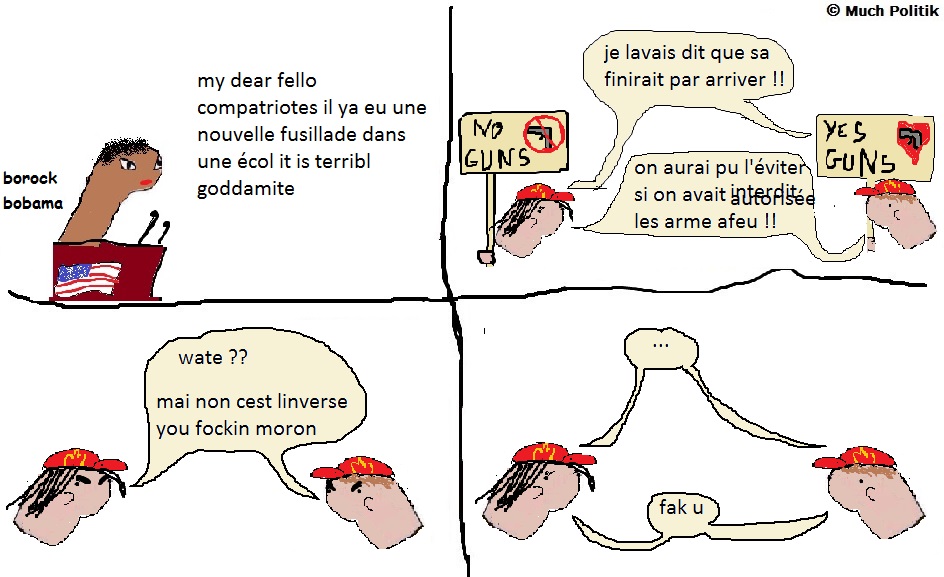 © Much Politik
my dear fello
compatriotes il ya eu une
nouvelle fusillade dans
une écol it is terribl
goddamite
borock
bobama
je lavais dit que sa
finirait par arriver !!
NO
GUNS
YES
GUNS
on aurai pu l'éviter
si on avait interdit
autorisée
les arme afeu !!
wate ??
mai non cest linverse
you fockin moron
...
fak u